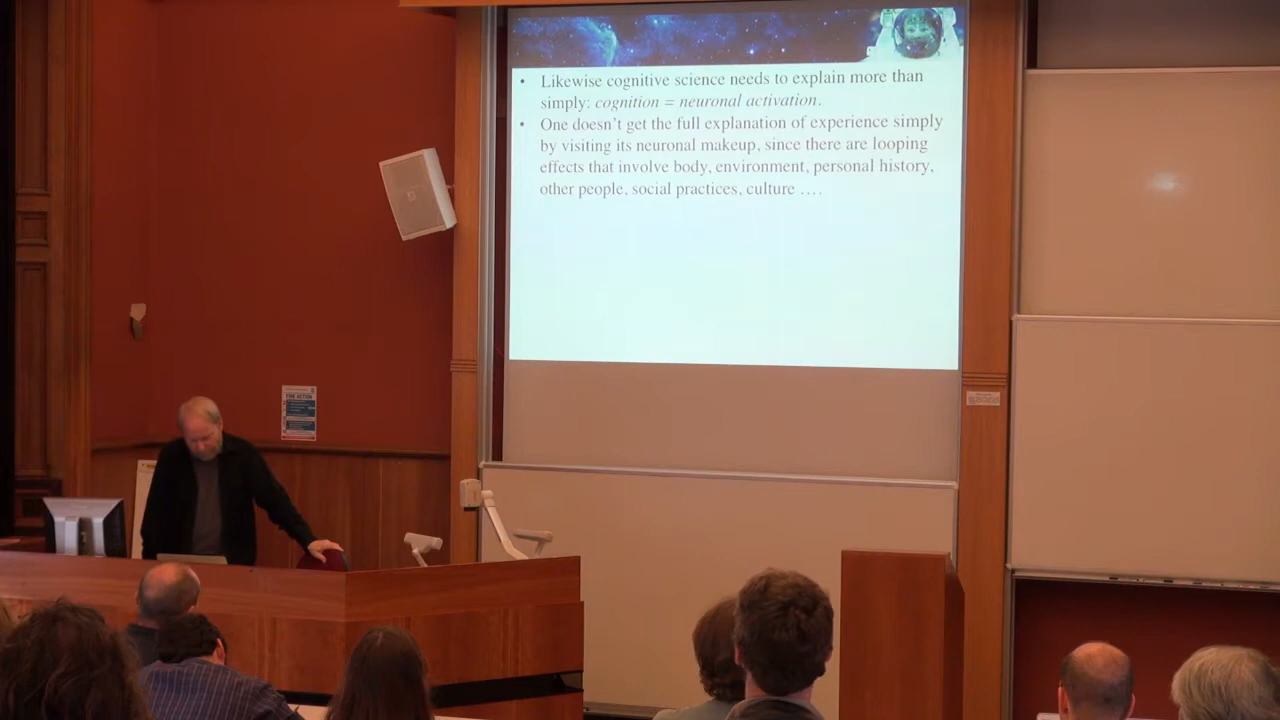 • Likewise cognitive science needs to explain more than
simply: cognition = neuronal activation.
• One doesn't get the full explanation of experience simply
by visiting its neuronal makeup, since there are looping
effects that involve body, environment, personal history,
other people, social practices, culture ….
FIRE ACTION